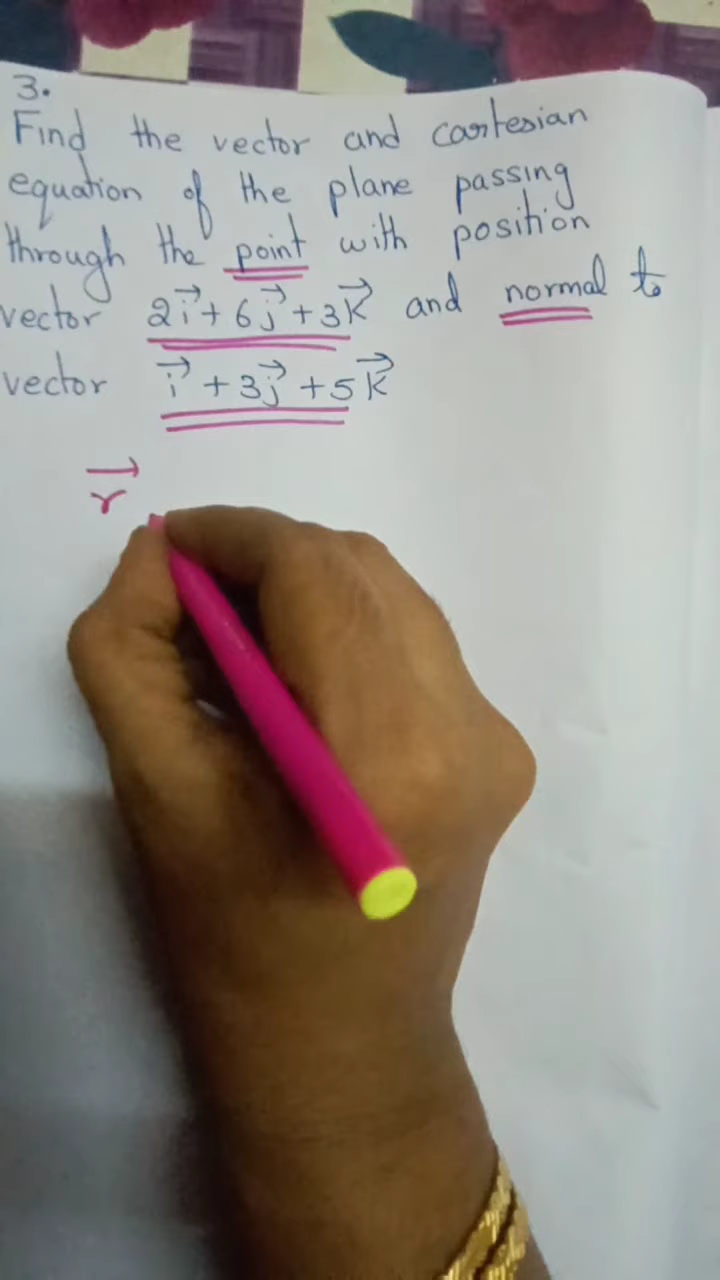 3.
Find the vector and cartesian
equation of the plane passing
through the point with position
vector 2i⃗ + 6j⃗ + 3k⃗ and normal to
vector i⃗ + 3j⃗ + 5k⃗
r⃗